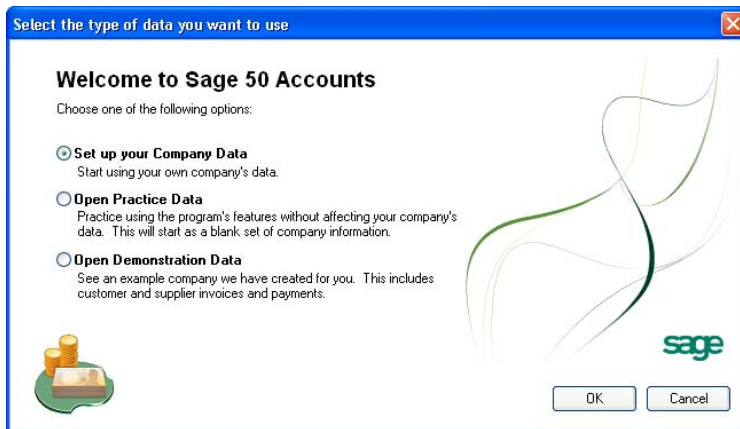 Select the type of data you want to use
Welcome to Sage 50 Accounts
Choose one of the following options:
Set up your Company Data
Start using your own company's data.
Open Practice Data
Practice using the program's features without affecting your company's
data. This will start as a blank set of company information.
Open Demonstration Data
See an example company we have created for you. This includes
customer and supplier invoices and payments.
sage
OK Cancel